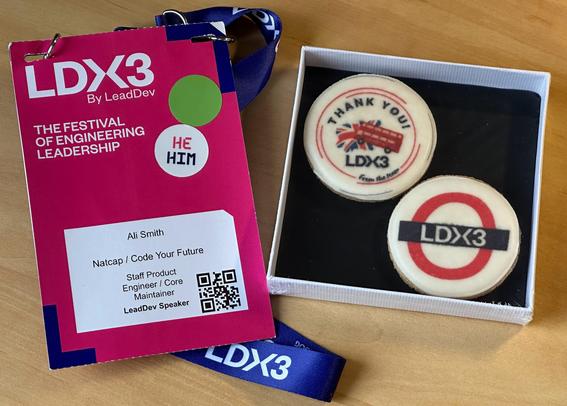 LDX3
By LeadDev
THE FESTIVAL
OF ENGINEERING
LEADERSHIP
HE
HIM
Ali Smith
Natcap / Code Your Future
Staff Product
Engineer / Core
Maintainer
LeadDev Speaker
LDX3
THANK YOU!
LDX3
From the team
LDX3